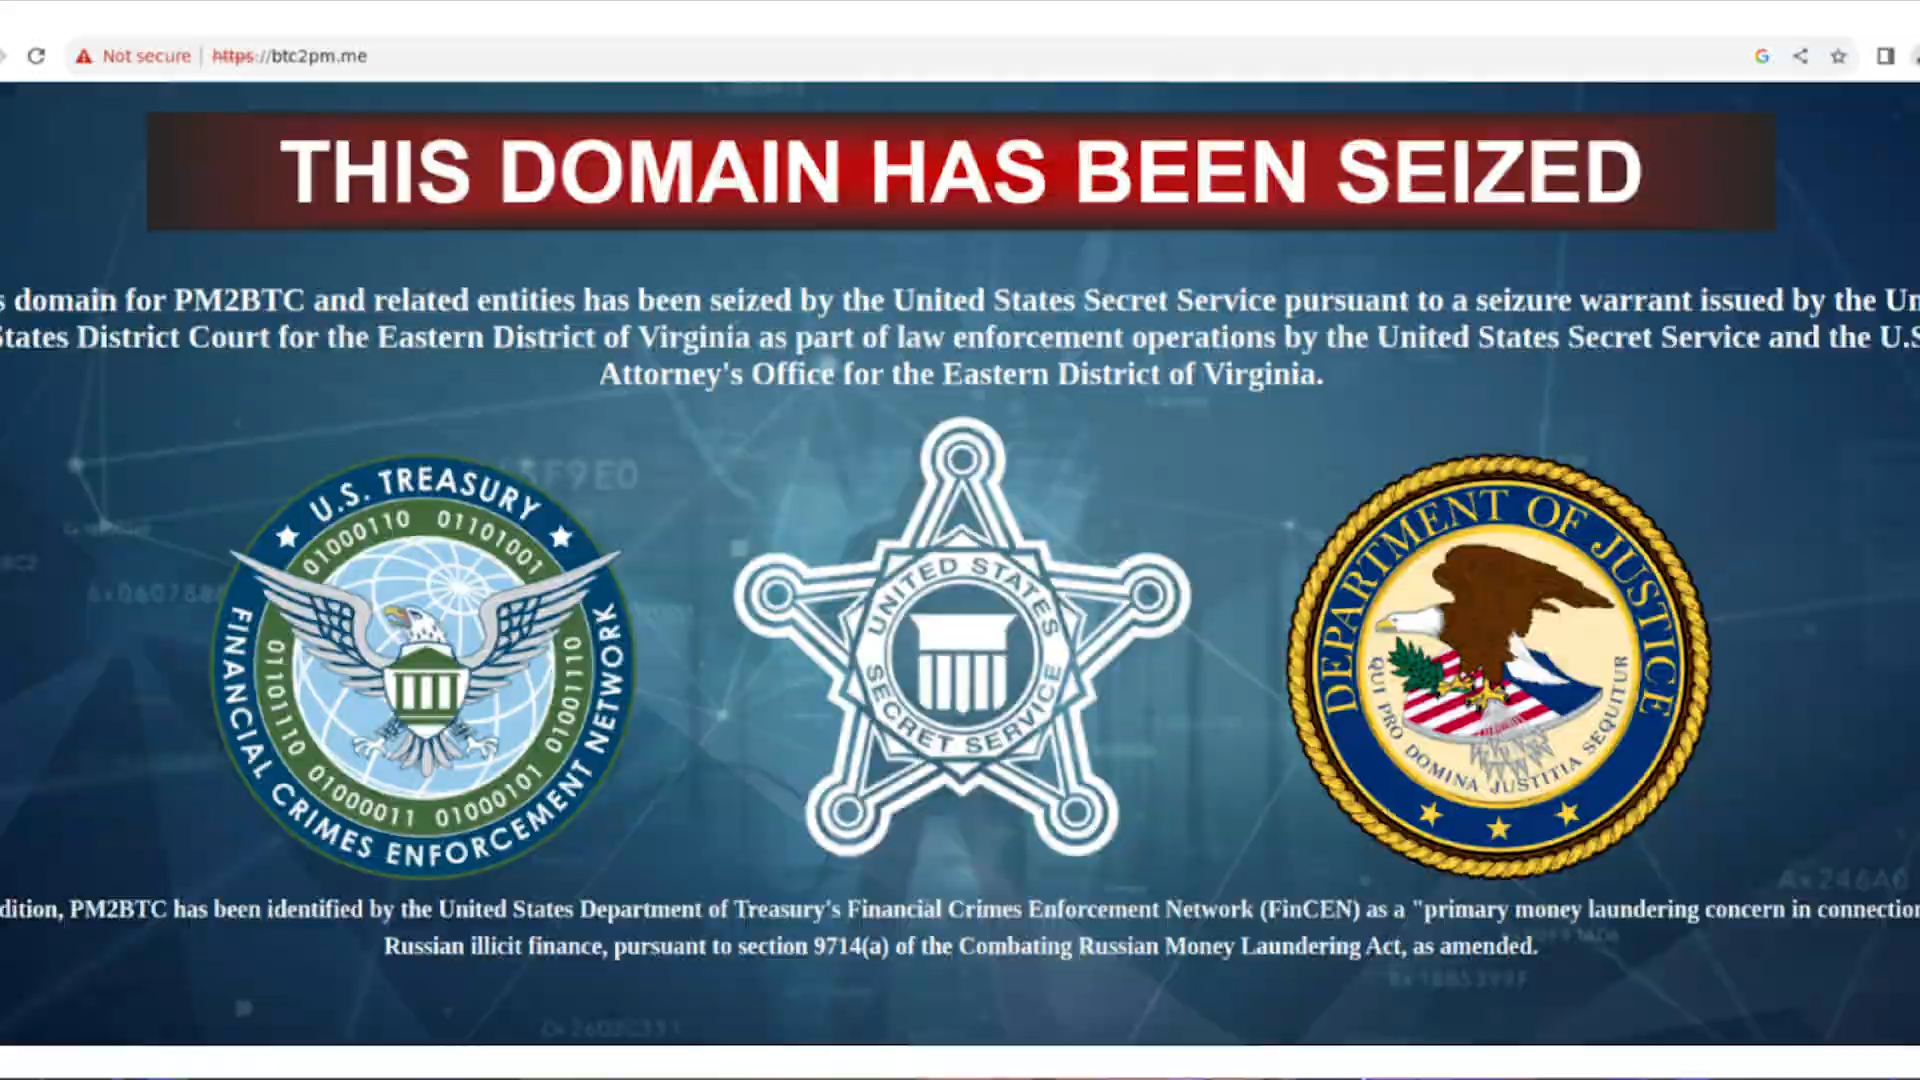 Not secure https://btc2pm.me
THIS DOMAIN HAS BEEN SEIZED
domain for PM2BTC and related entities has been seized by the United States Secret Service pursuant to a seizure warrant issued by the
States District Court for the Eastern District of Virginia as part of law enforcement operations by the United States Secret Service and the U.S
Attorney's Office for the Eastern District of Virginia.
5F9E0
U.S. TREASURY
01000110 01101001
FINANCIAL CRIMES ENFORCEMENT NETWORK
01101110 01000011 01000101 01001110
UNITED STATES
SECRET SERVICE
DEPARTMENT OF JUSTICE
QUI PRO DOMINA JUSTITIA SEQUITUR
PM2BTC has been identified by the United States Department of Treasury's Financial Crimes Enforcement Network (FinCEN) as a "primary money laundering concern in connection
Russian illicit finance, pursuant to section 9714(a) of the Combating Russian Money Laundering Act, as amended.